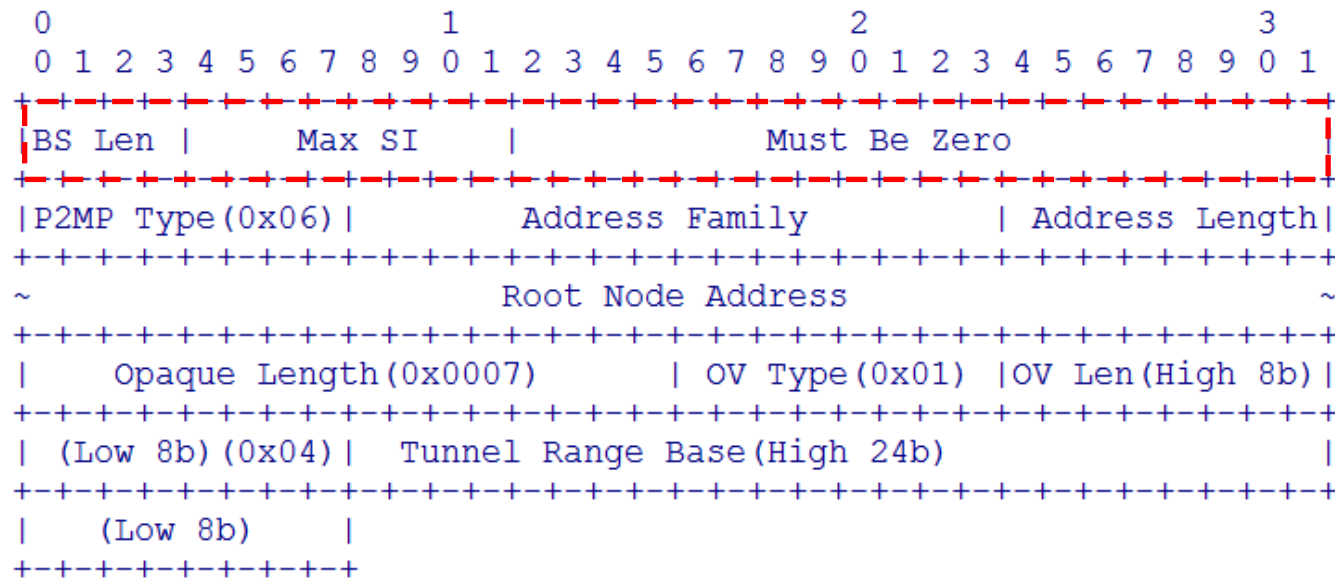 0                   1                   2                   3
0 1 2 3 4 5 6 7 8 9 0 1 2 3 4 5 6 7 8 9 0 1 2 3 4 5 6 7 8 9 0 1
+-+-+-+-+-+-+-+-+-+-+-+-+-+-+-+-+-+-+-+-+-+-+-+-+-+-+-+-+-+-+-+-+
|BS Len | Max SI | Must Be Zero |
+-+-+-+-+-+-+-+-+-+-+-+-+-+-+-+-+-+-+-+-+-+-+-+-+-+-+-+-+-+-+-+-+
|P2MP Type(0x06)| Address Family | Address Length|
+-+-+-+-+-+-+-+-+-+-+-+-+-+-+-+-+-+-+-+-+-+-+-+-+-+-+-+-+-+-+-+-+
~ Root Node Address ~
+-+-+-+-+-+-+-+-+-+-+-+-+-+-+-+-+-+-+-+-+-+-+-+-+-+-+-+-+-+-+-+-+
| Opaque Length(0x0007) | OV Type(0x01) |OV Len(High 8b)|
+-+-+-+-+-+-+-+-+-+-+-+-+-+-+-+-+-+-+-+-+-+-+-+-+-+-+-+-+-+-+-+-+
| (Low 8b)(0x04)| Tunnel Range Base(High 24b) |
+-+-+-+-+-+-+-+-+-+-+-+-+-+-+-+-+-+-+-+-+-+-+-+-+-+-+-+-+-+-+-+-+
| (Low 8b) |
+-+-+-+-+-+-+-+-+